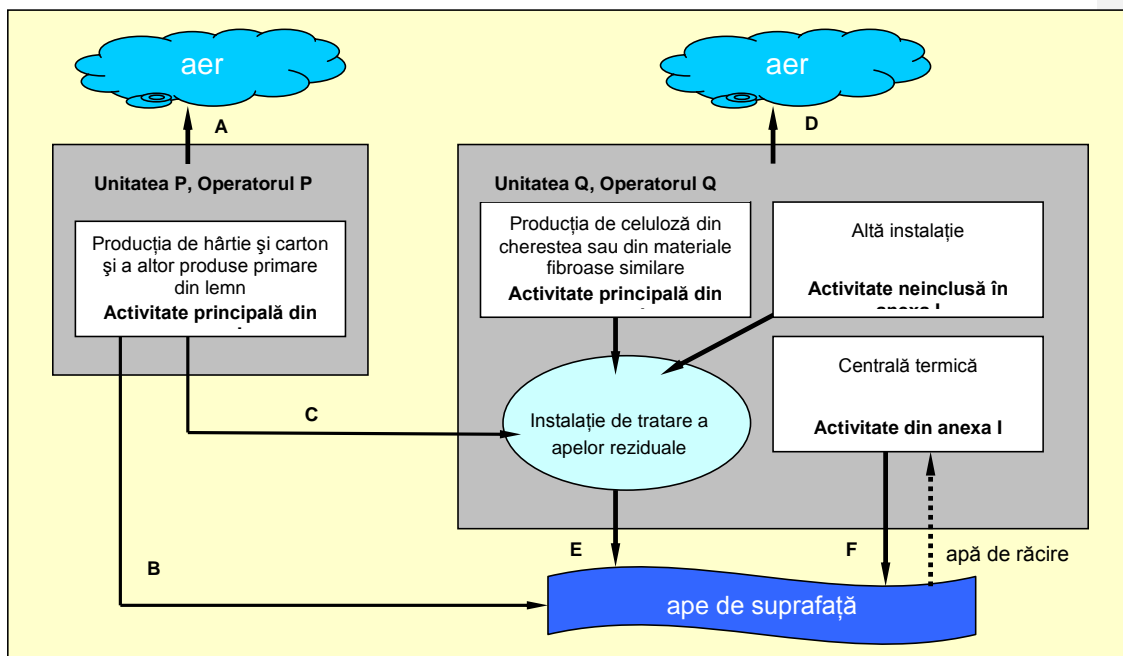 aer
aer
A
D
Unitatea P, Operatorul P
Unitatea Q, Operatorul Q
Producția de hârtie şi carton
şi a altor produse primare
din lemn
Activitate principală din
Producția de celuloză din
cherestea sau din materiale
fibroase similare
Activitate principală din
Altă instalație
Activitate neinclusă în
Centrală termică
Activitate din anexa I
C
Instalație de tratare a
apelor reziduale
B
E
F
apă de răcire
ape de suprafață